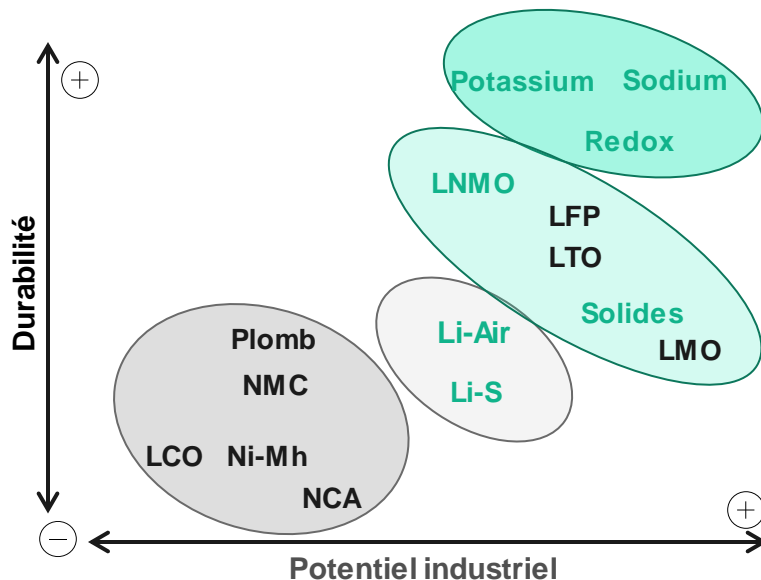 Durabilité
+
Potassium Sodium
Redox
LNMO
LFP
LTO
Solides
LMO
Li-Air
Li-S
Plomb
NMC
LCO Ni-Mh
NCA
−
+
Potentiel industriel